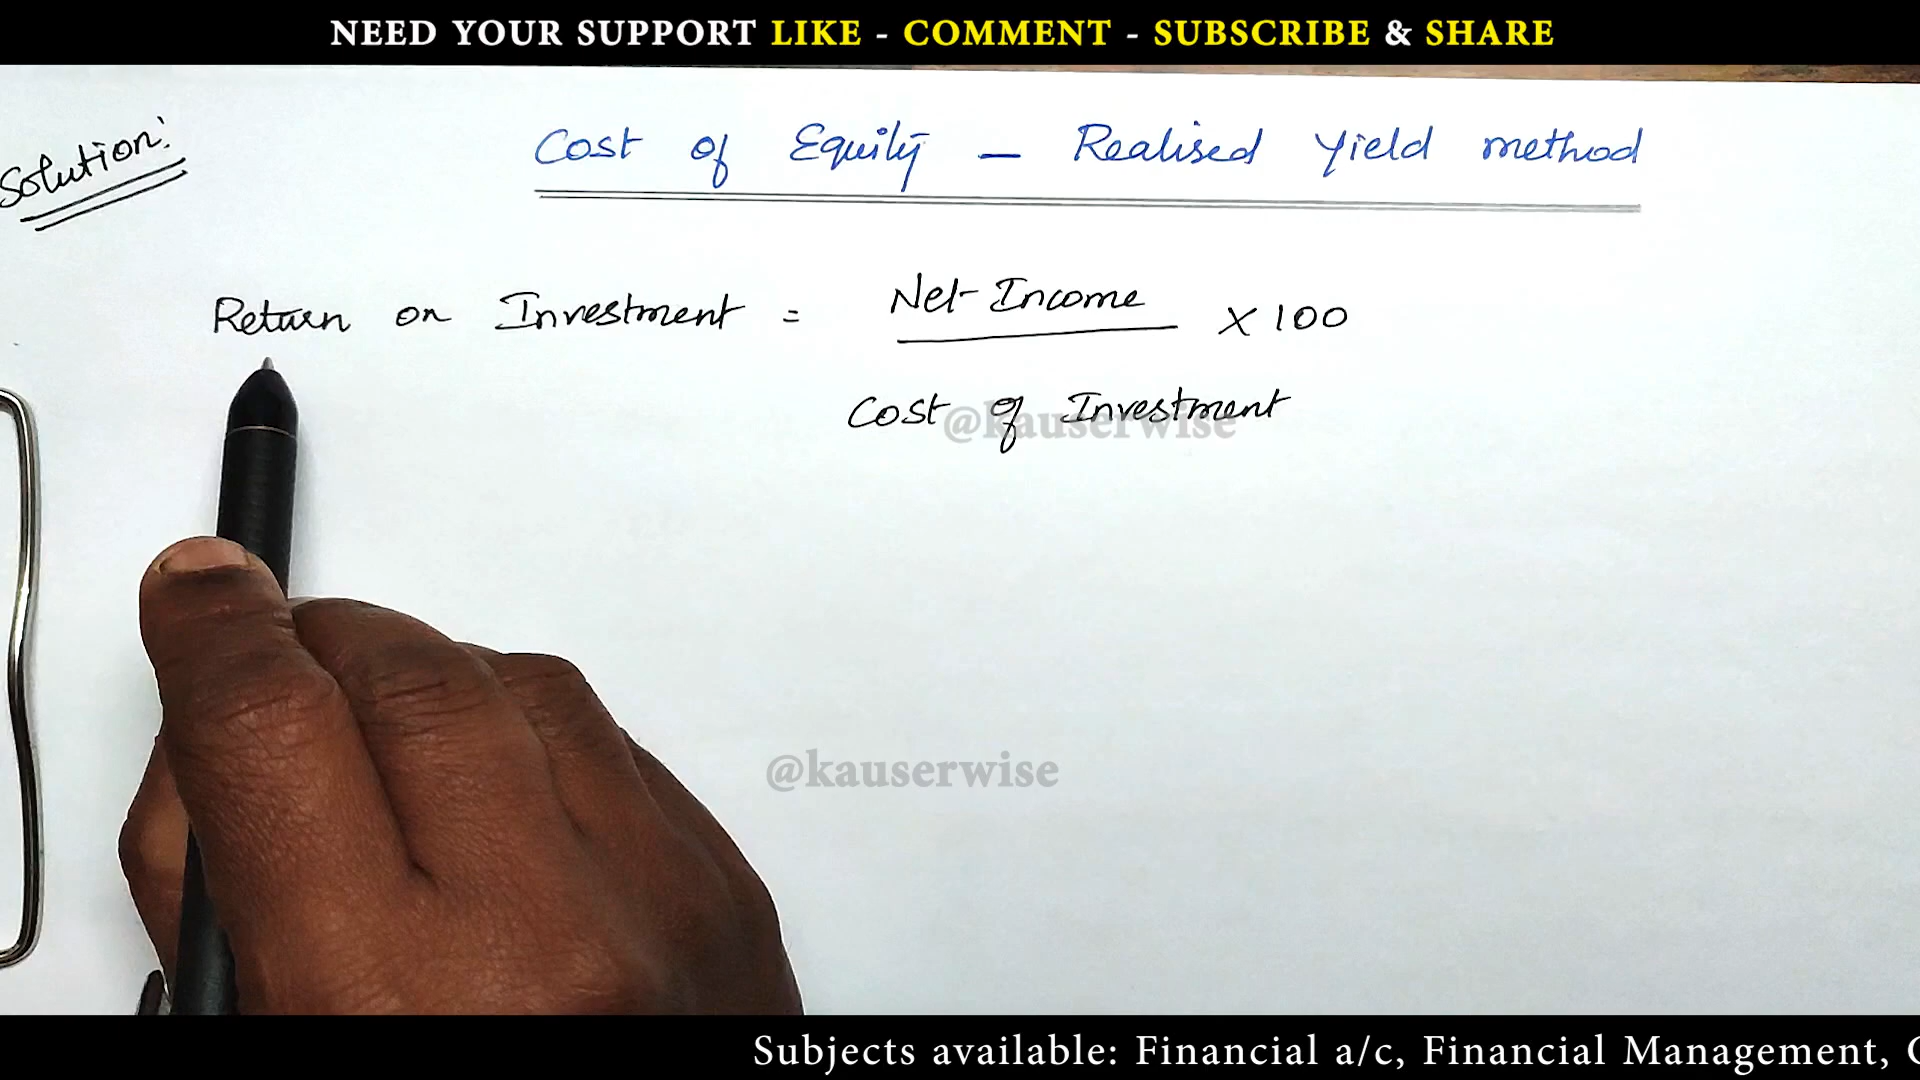 NEED YOUR SUPPORT LIKE - COMMENT - SUBSCRIBE & SHARE
Solution:
Cost of Equity – Realised Yield method
Return on Investment = Net Income × 100
Cost of Investment
@kauserwise
@kauserwise
Subjects available: Financial a/c, Financial Management,